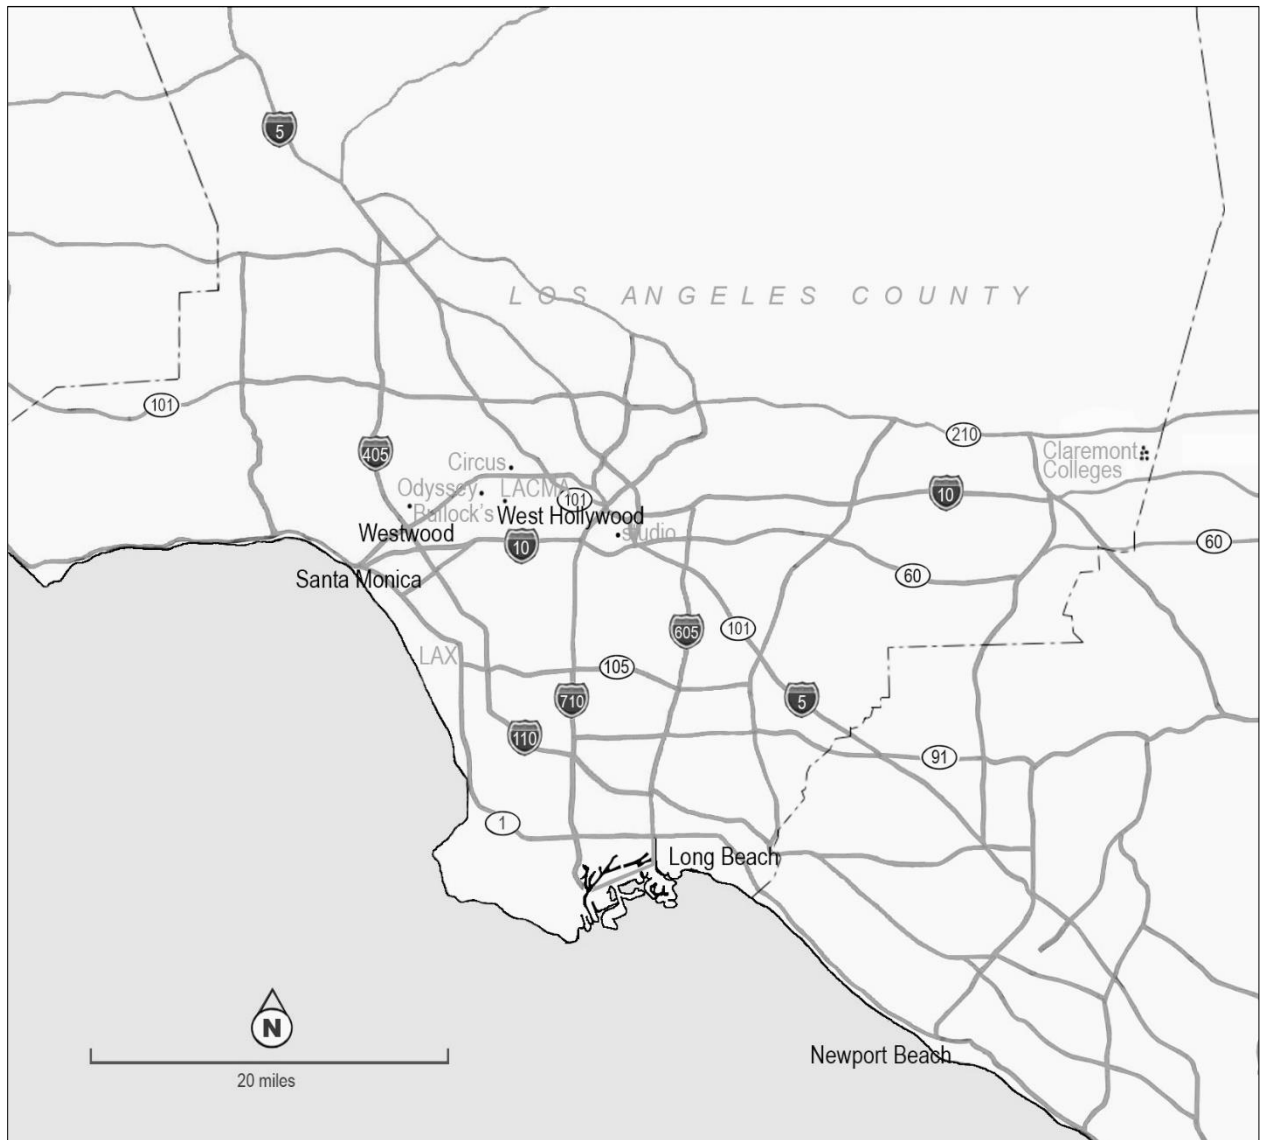 5
LOS ANGELES COUNTY
101
210
405
Claremont
Colleges
Circus
Odyssey
LACMA
10
101
Bullock's
West Hollywood
Westwood
studio
10
60
60
Santa Monica
605
101
LAX
105
710
5
110
91
1
Long Beach
N
Newport Beach
20 miles